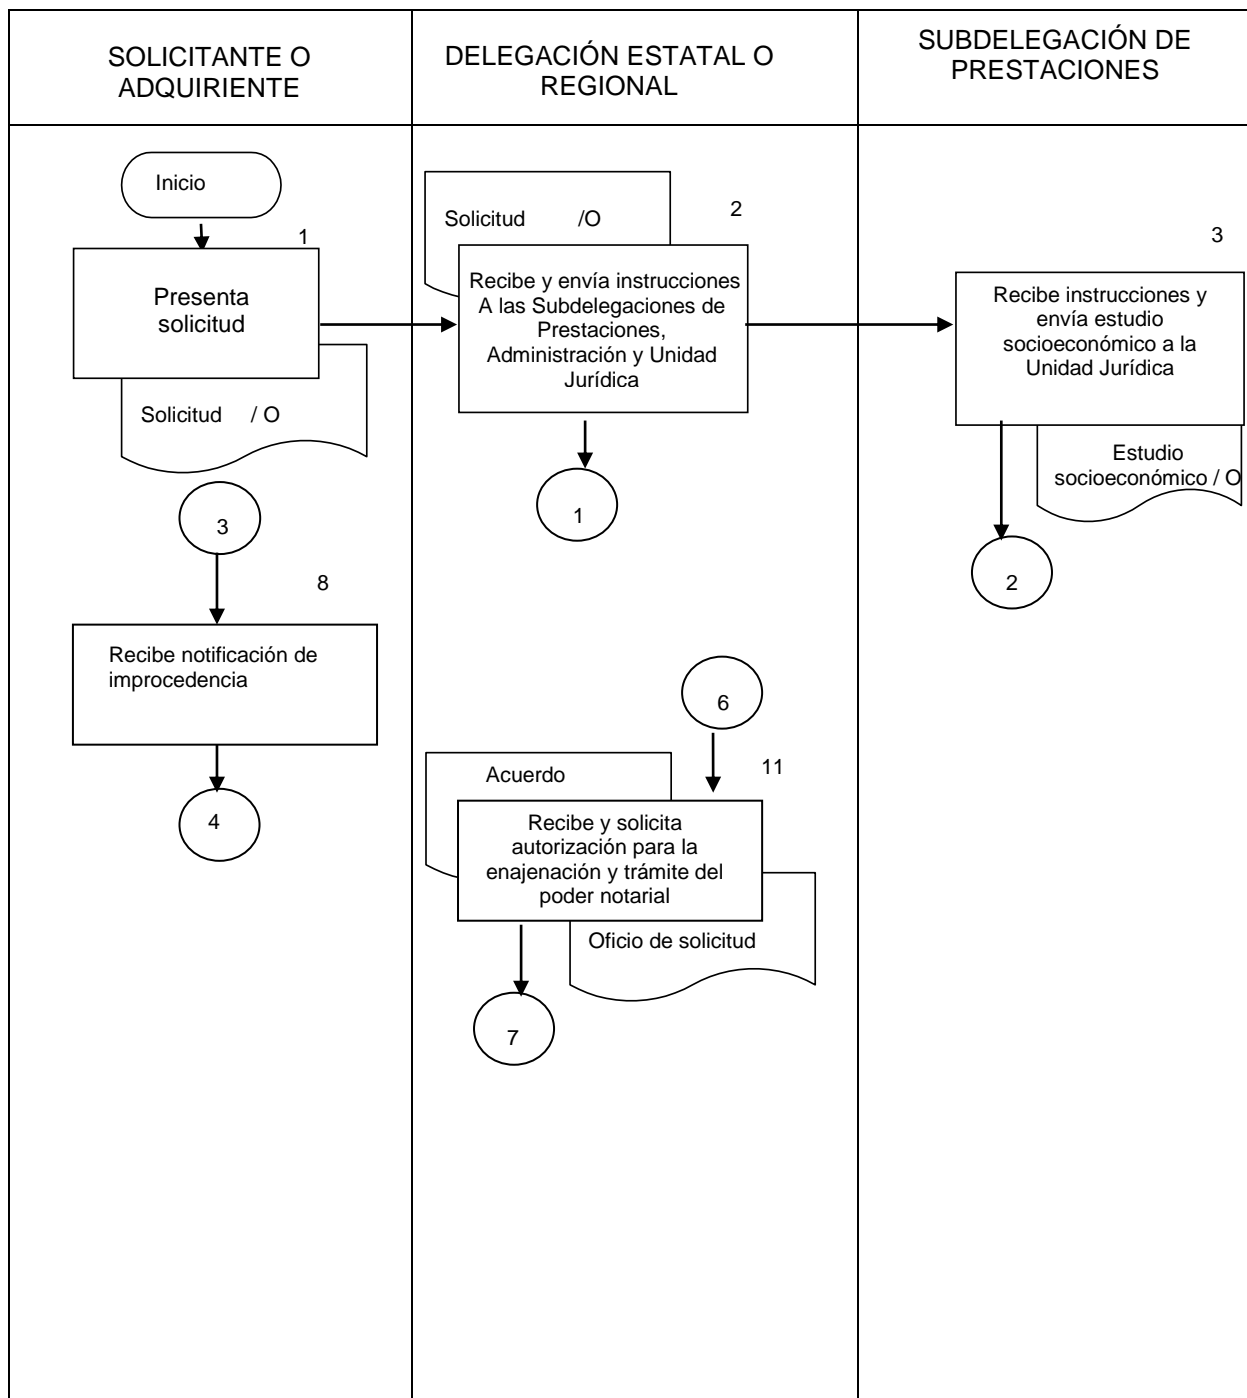 SOLICITANTE O
ADQUIRIENTE
DELEGACIÓN ESTATAL O
REGIONAL
SUBDELEGACIÓN DE
PRESTACIONES
Inicio
1
Presenta
solicitud
Solicitud / O
3
8
Recibe notificación de
improcedencia
4
Solicitud /O
2
Recibe y envía instrucciones
A las Subdelegaciones de
Prestaciones,
Administración y Unidad
Jurídica
1
6
11
Acuerdo
Recibe y solicita
autorización para la
enajenación y trámite del
poder notarial
Oficio de solicitud
7
3
Recibe instrucciones y
envía estudio
socioeconómico a la
Unidad Jurídica
Estudio
socioeconómico / O
2